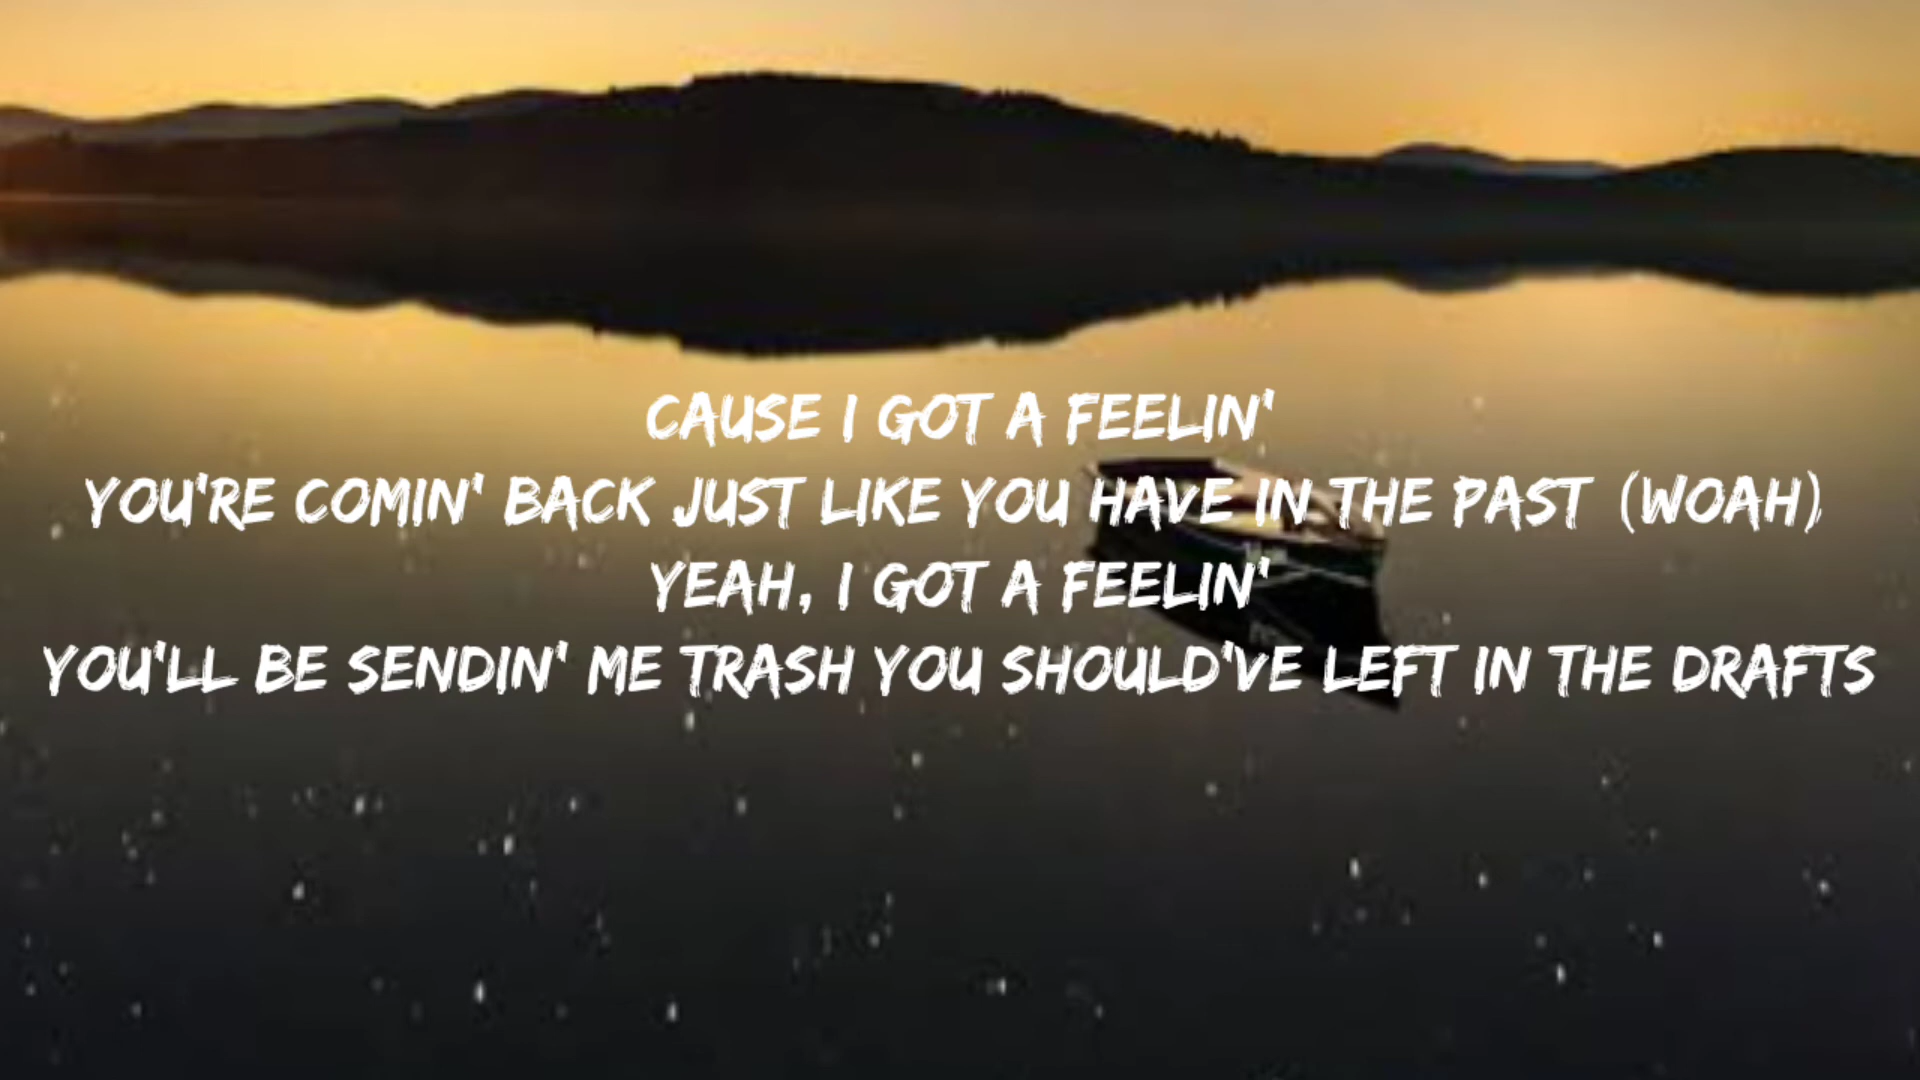 CAUSE I GOT A FEELIN'
YOU'RE COMIN' BACK JUST LIKE YOU HAVE IN THE PAST (WOAH)
YEAH, I GOT A FEELIN'
YOU'LL BE SENDIN' ME TRASH YOU SHOULD'VE LEFT IN THE DRAFTS